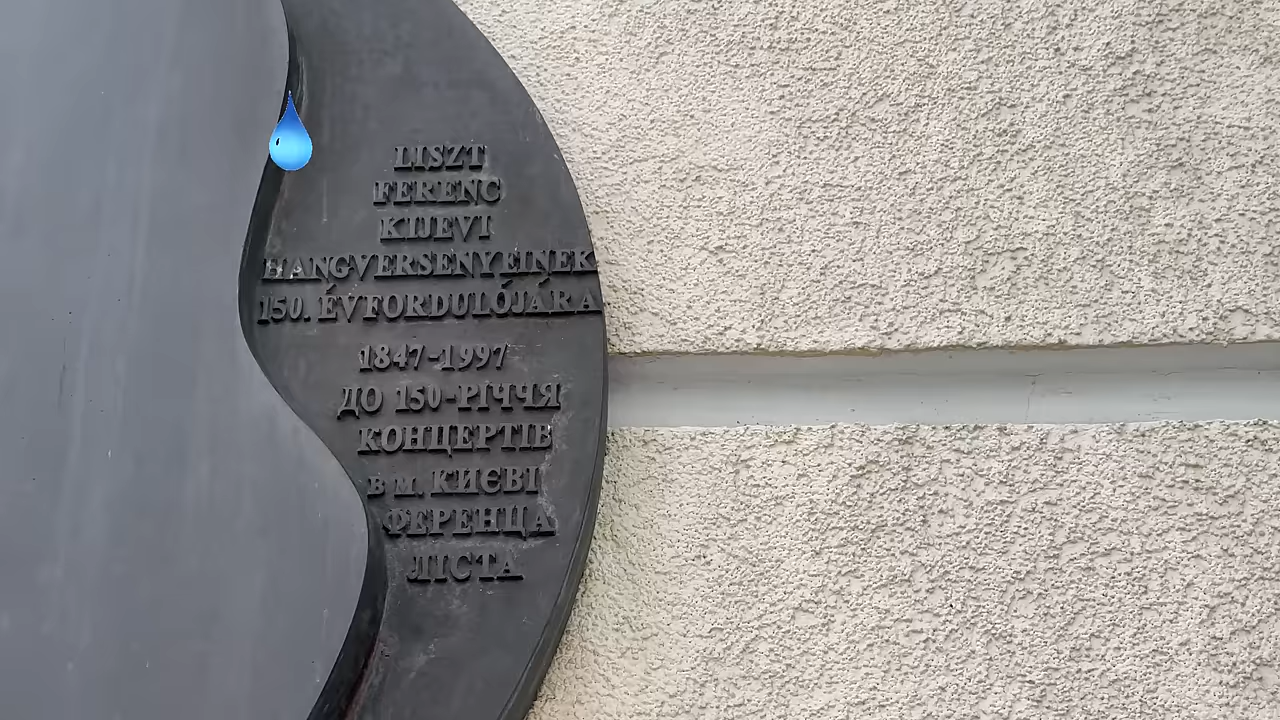 LISZT
FERENC
KIJEVI
HANGVERSENYEINEK
150. ÉVFORDULÓJÁRA
1847-1997
ДО 150-РІЧЧЯ
КОНЦЕРТІВ
в м. КИЄВІ
ФЕРЕНЦА
ЛІСТА